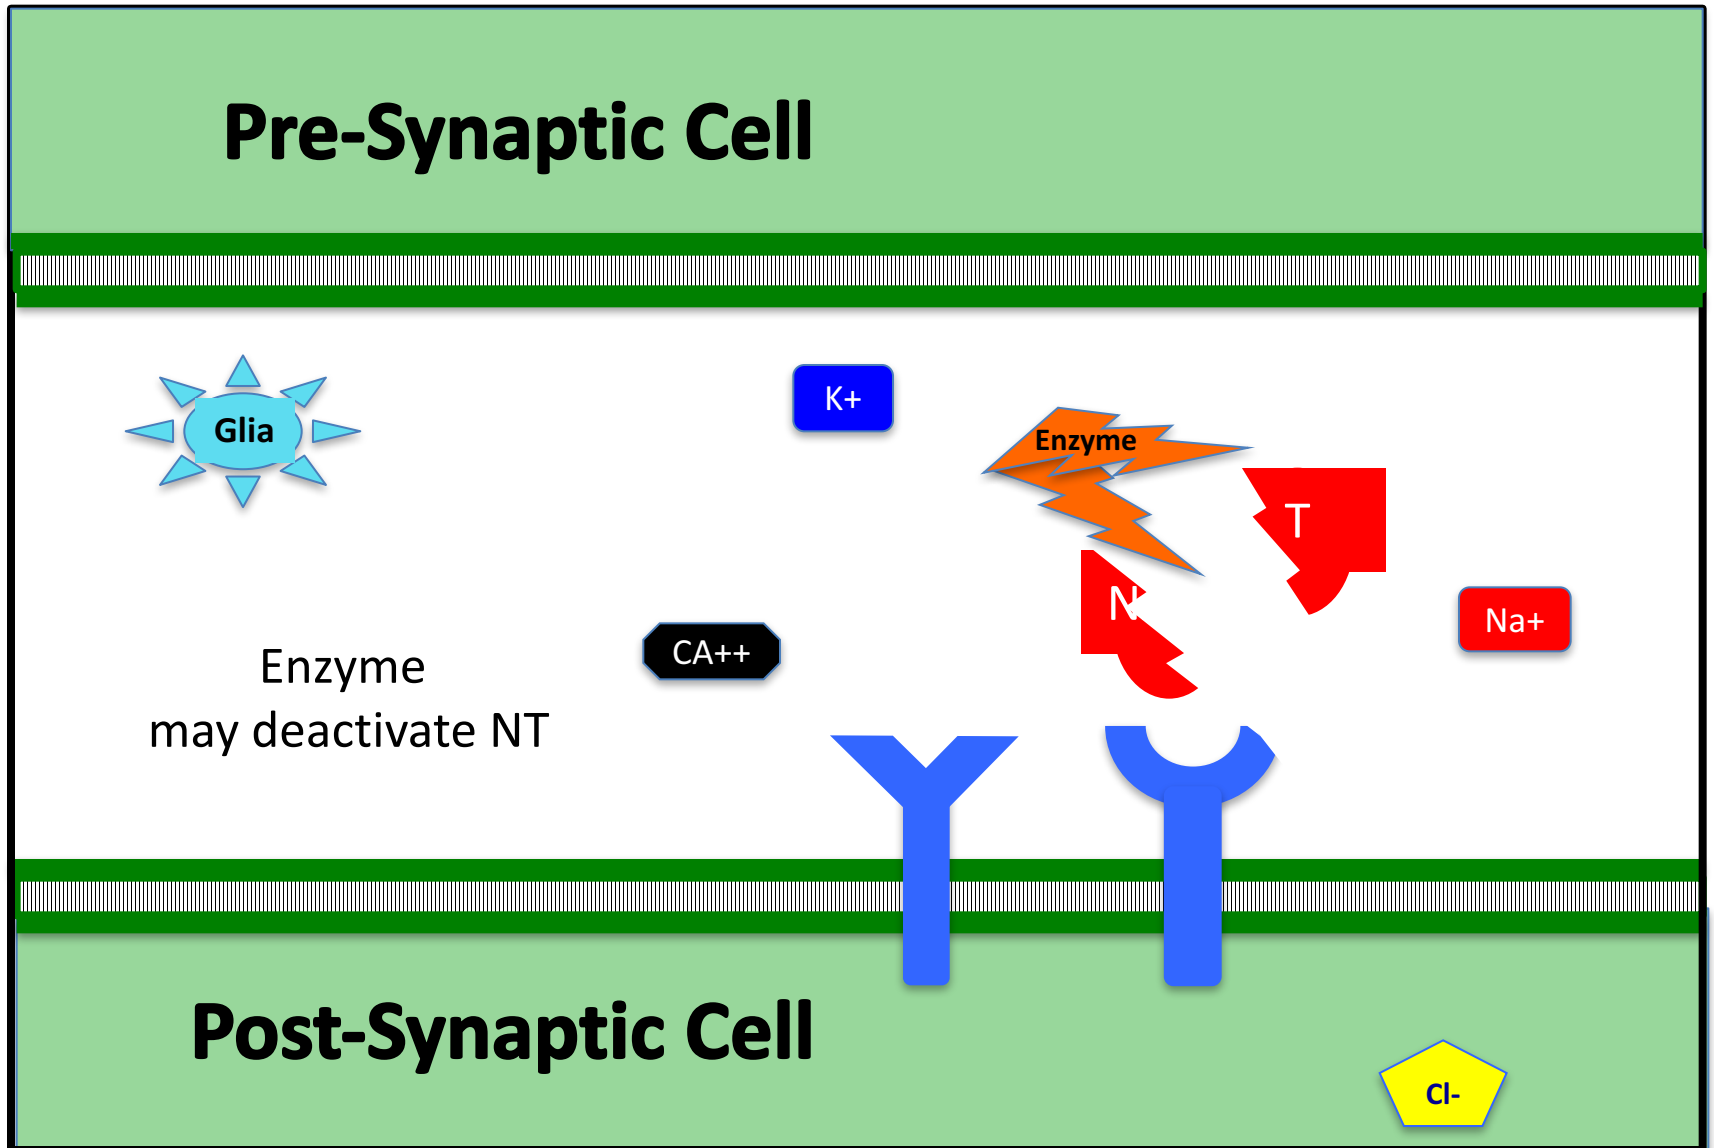 Pre-Synaptic Cell
Glia
K+
Enzyme
T
N
Na+
CA++
Enzyme
may deactivate NT
Post-Synaptic Cell
Cl-